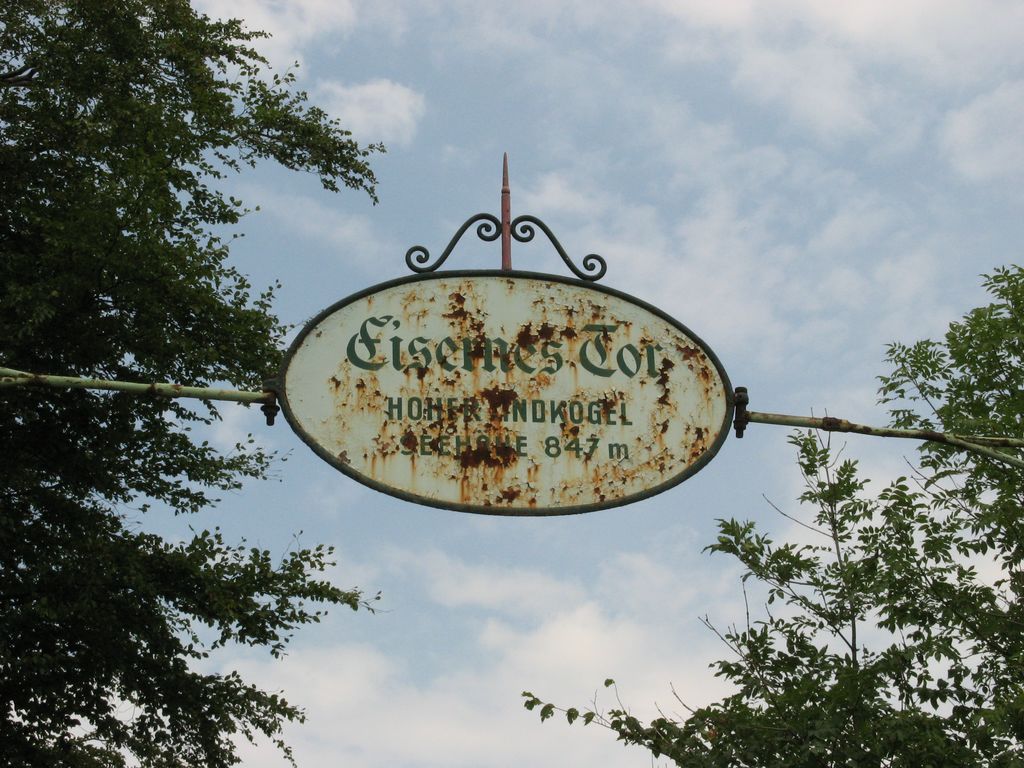 Eisernes Tor
HOHER LINDKOGEL
SEEHÖHE 847 m